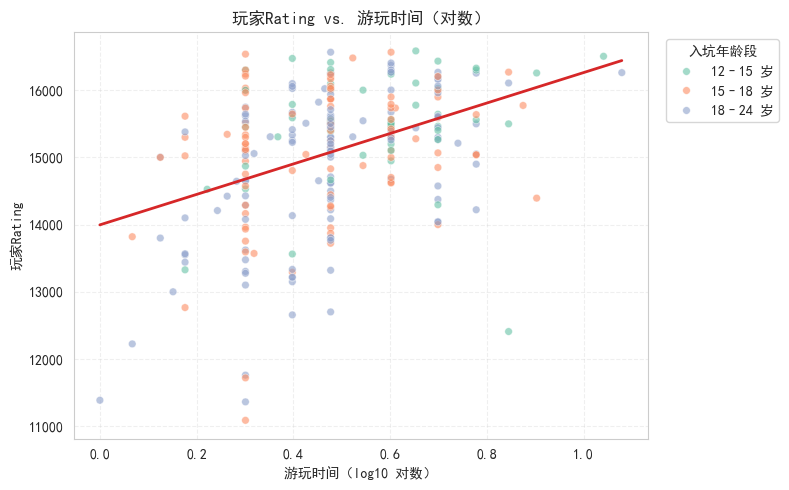 玩家Rating vs. 游玩时间（对数）
入坑年龄段
12-15 岁
15-18 岁
18-24 岁
玩家Rating
16000
15000
14000
13000
12000
11000
0.0 0.2 0.4 0.6 0.8 1.0
游玩时间（log10 对数）